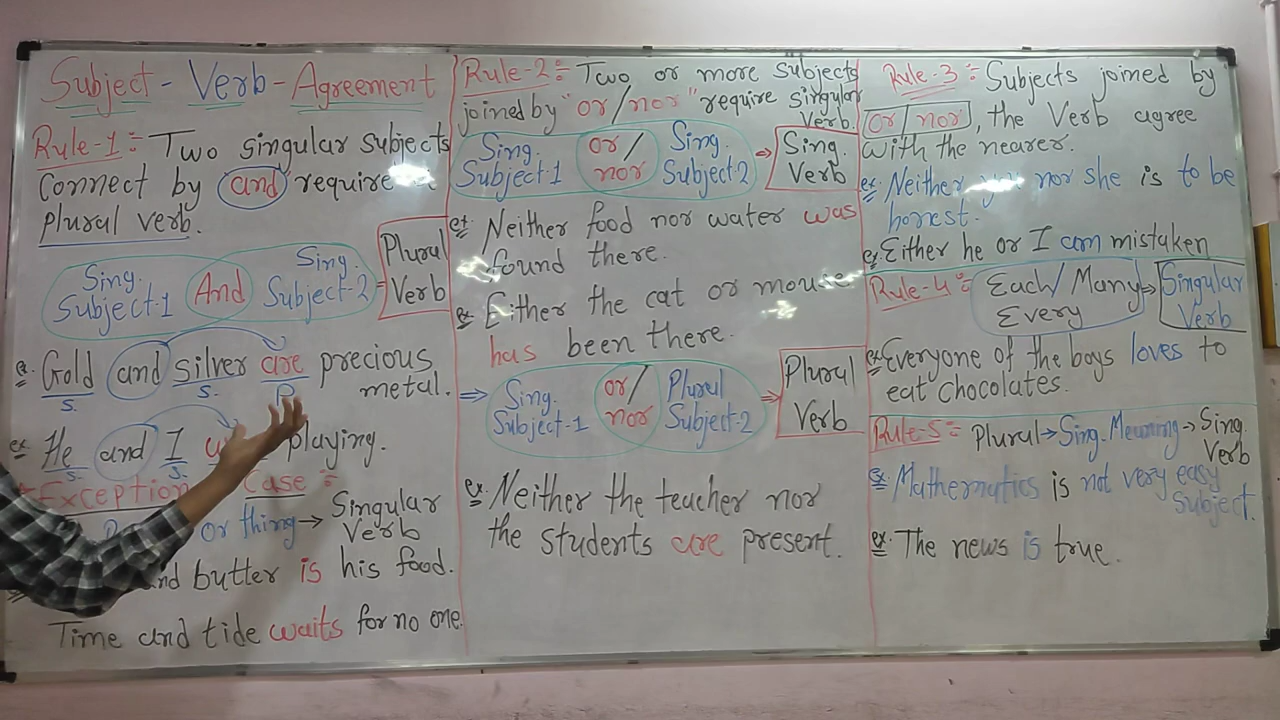 Subject - Verb - Agreement
Rule-1 :- Two singular subjects
connect by and require a
plural verb.
Sing. Subject-1 And Sing. Subject-2 = Plural Verb
ex. Gold and silver are precious
metal.
s. s. P.
ex. He and I playing.
s. s.
Exception Case :-
or thing → Singular Verb
and butter is his food.
Time and tide waits for no one.
Rule-2 :- Two or more subjects
joined by "or/nor" require singular
verb.
Sing. Subject-1 or/nor Sing. Subject-2 ⇒ Sing. Verb
ex. Neither food nor water was
found there.
ex. Either the cat or mouse
has been there.
⇒ Sing. Subject-1 or/nor Plural Subject-2 ⇒ Plural Verb
ex. Neither the teacher nor
the students are present.
Rule-3 :- Subjects joined by
or/nor, the Verb agree
with the nearer.
ex. Neither you nor she is to be
honest.
ex. Either he or I am mistaken
Rule-4 :- Each/Many → Singular
Every Verb
ex. Everyone of the boys loves to
eat chocolates.
Rule-5 :- Plural → Sing. Meaning → Sing.
Verb
ex. Mathematics is not very easy
Subject.
ex. The news is true.